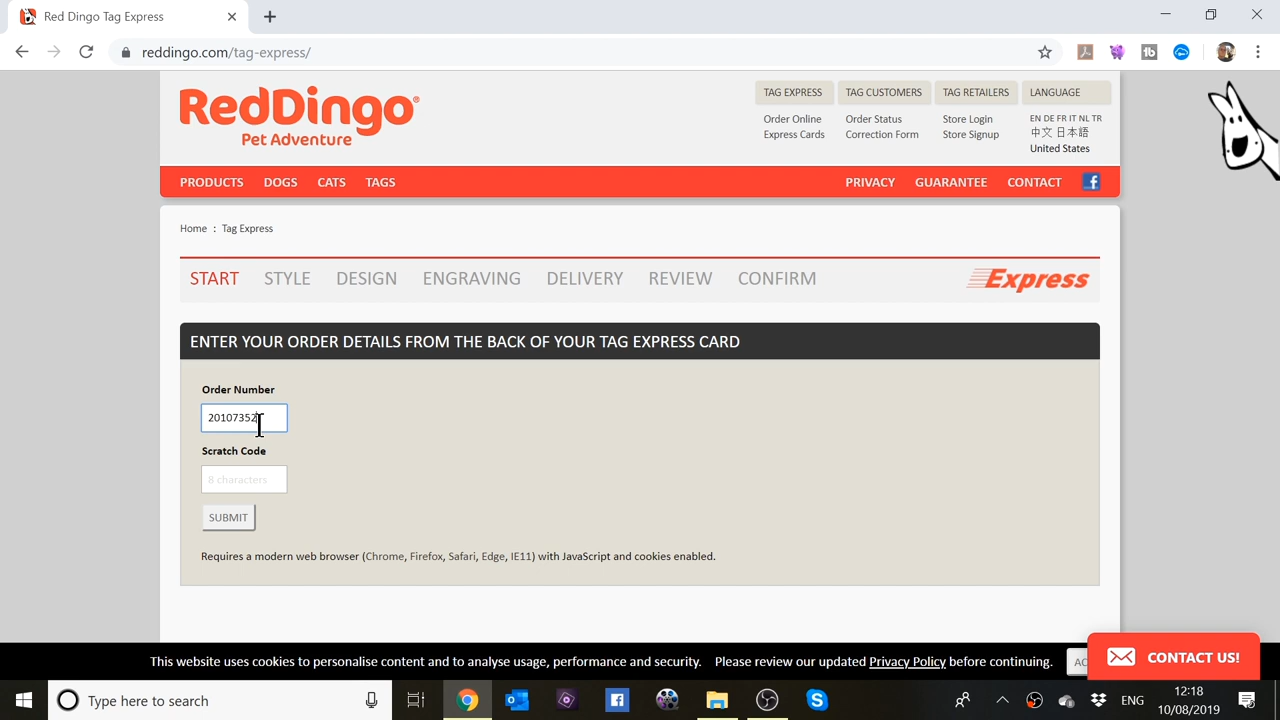 Red Dingo Tag Express
reddingo.com/tag-express/
RedDingo®
Pet Adventure
TAG EXPRESS TAG CUSTOMERS TAG RETAILERS LANGUAGE
Order Online Order Status Store Login EN DE FR IT NL TR
Express Cards Correction Form Store Signup 中文 日本語
United States
PRODUCTS DOGS CATS TAGS PRIVACY GUARANTEE CONTACT f
Home : Tag Express
START STYLE DESIGN ENGRAVING DELIVERY REVIEW CONFIRM Express
ENTER YOUR ORDER DETAILS FROM THE BACK OF YOUR TAG EXPRESS CARD
Order Number
20107352
Scratch Code
8 characters
SUBMIT
Requires a modern web browser (Chrome, Firefox, Safari, Edge, IE11) with JavaScript and cookies enabled.
This website uses cookies to personalise content and to analyse usage, performance and security. Please review our updated Privacy Policy before continuing. AC
CONTACT US!
Type here to search ENG 12:18
10/08/2019